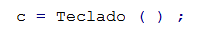 c = Teclado ( ) ;